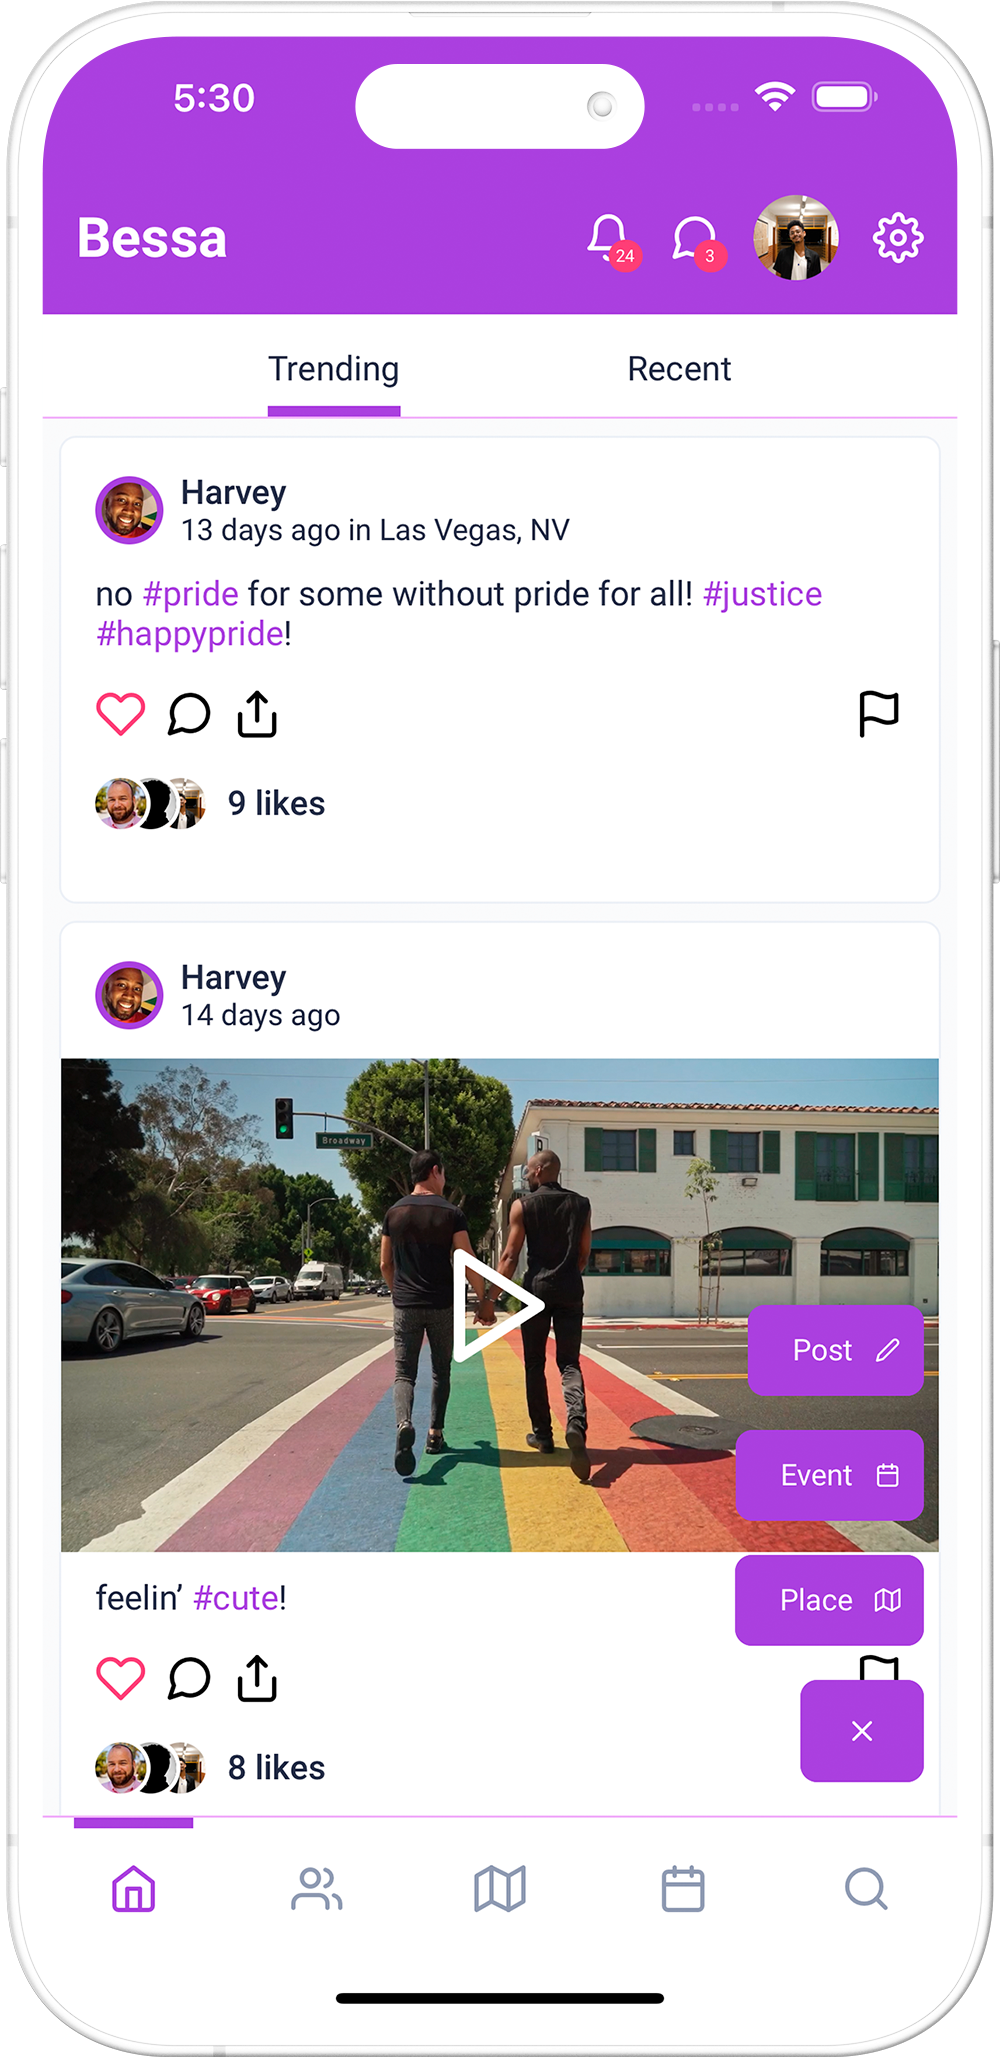 5:30
Bessa
24
3
Trending
Recent
Harvey
13 days ago in Las Vegas, NV
no #pride for some without pride for all! #justice
#happypride!
9 likes
Harvey
14 days ago
Broadway
D
Post
Event
Place
feelin’ #cute!
8 likes